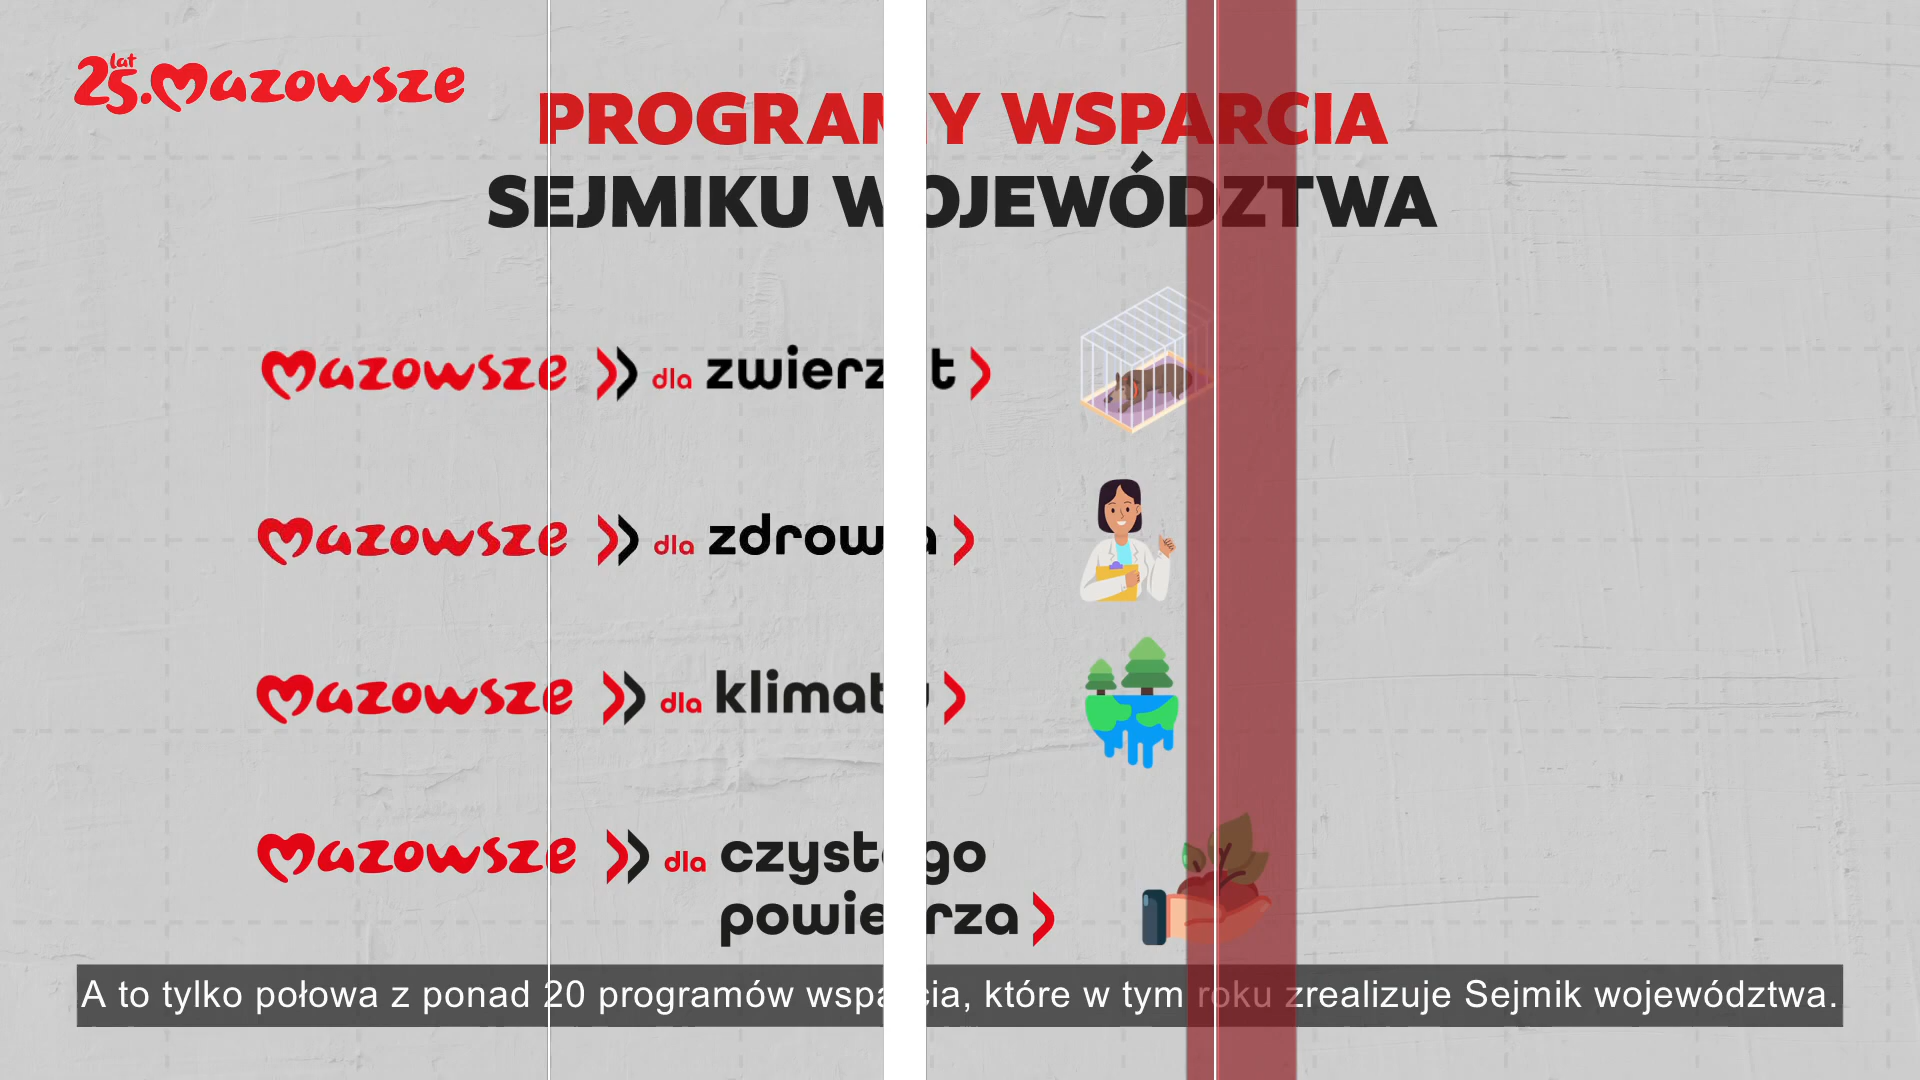 25 lat. Mazowsze
PROGRAMY WSPARCIA
SEJMIKU WOJEWÓDZTWA
Mazowsze dla zwierząt
Mazowsze dla zdrowia
Mazowsze dla klimatu
Mazowsze dla czystego
powietrza
A to tylko połowa z ponad 20 programów wsparcia, które w tym roku zrealizuje Sejmik województwa.